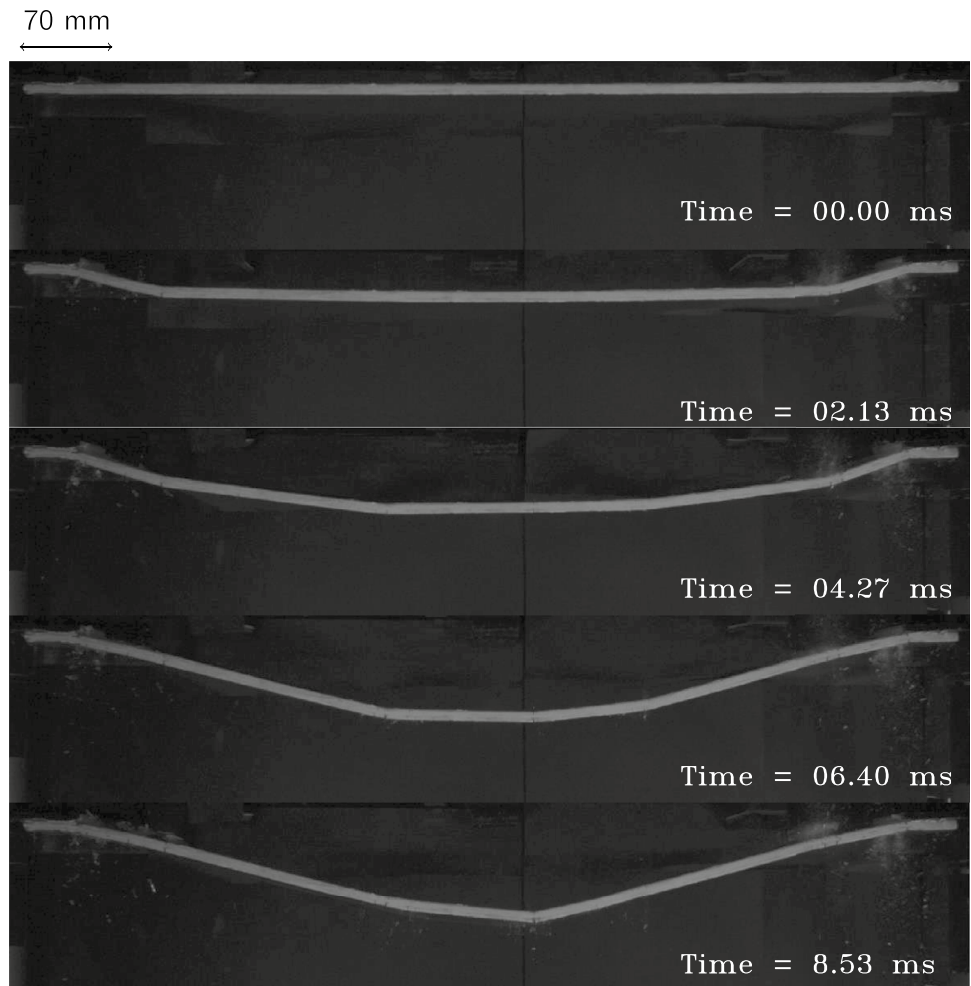 70 mm
Time = 00.00 ms
Time = 02.13 ms
Time = 04.27 ms
Time = 06.40 ms
Time = 8.53 ms